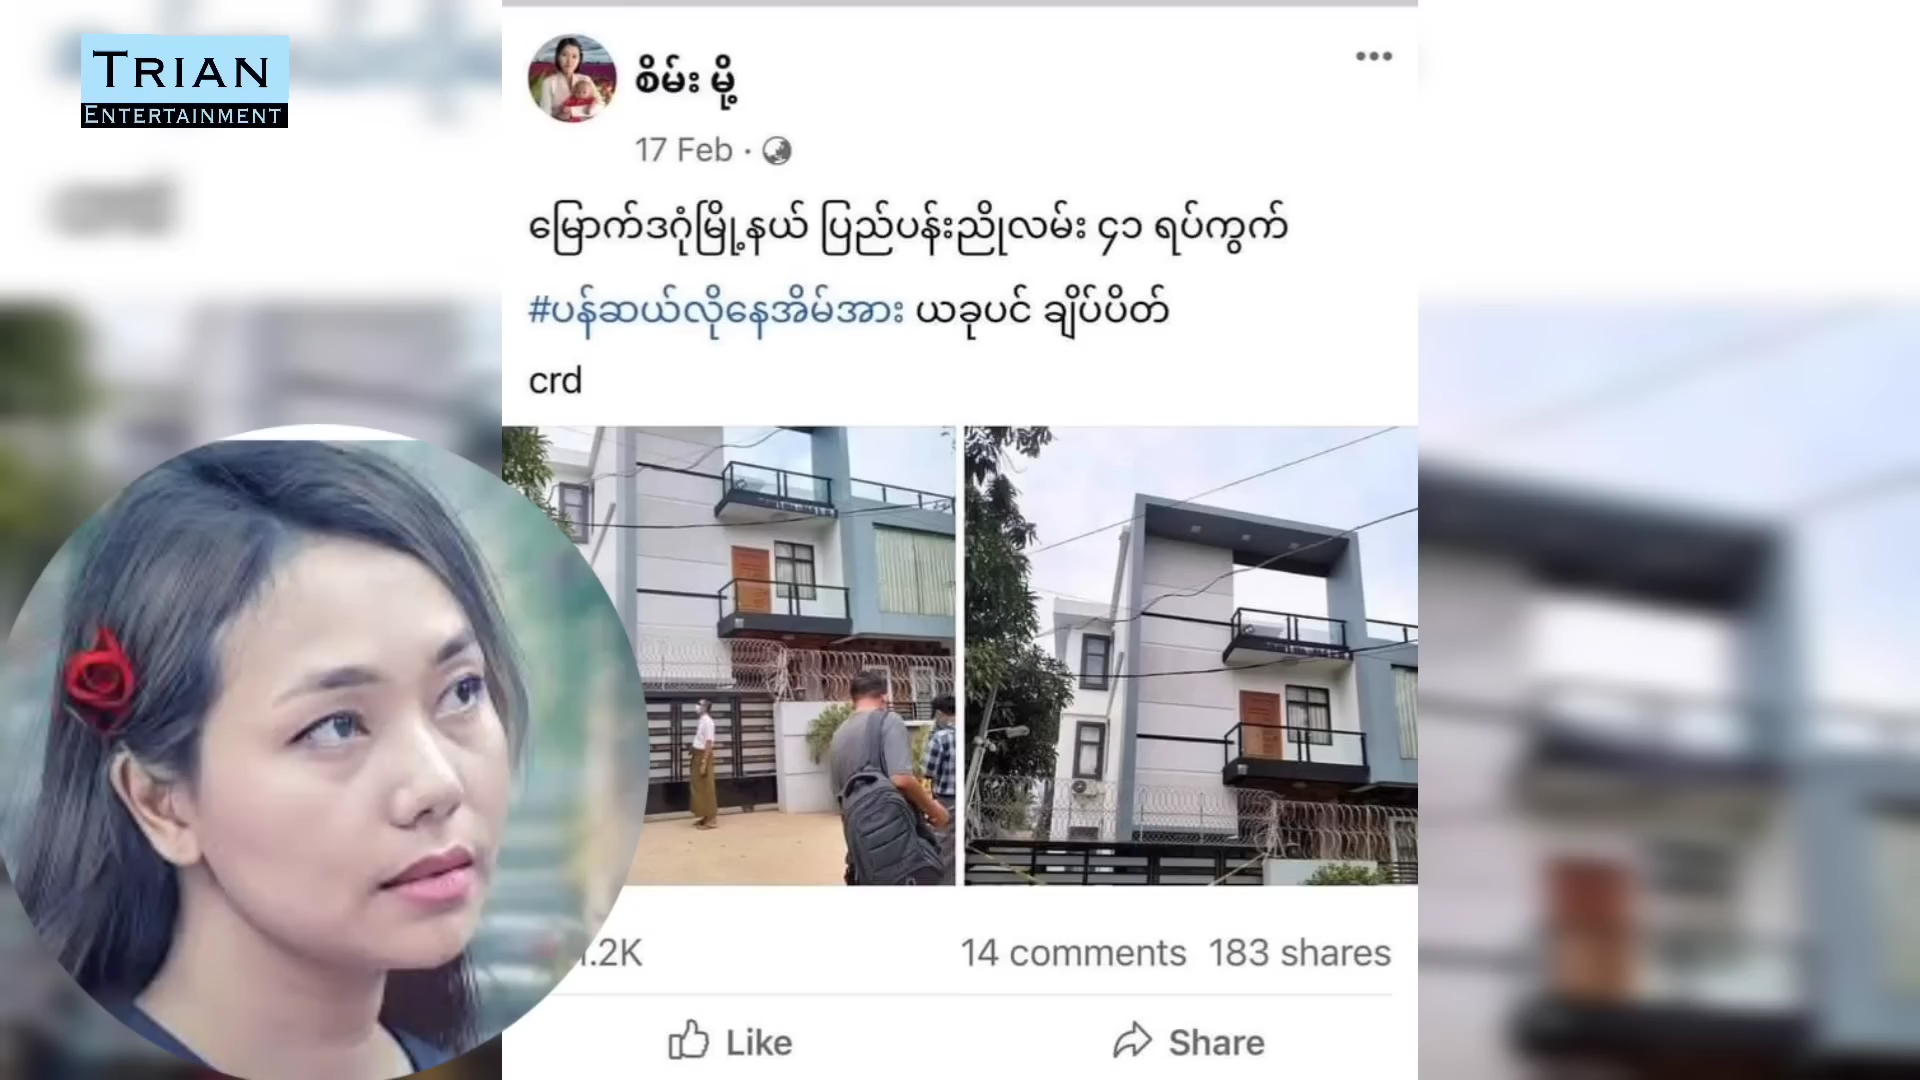 TRIAN
ENTERTAINMENT
စိမ်း မို့
17 Feb ·
မြောက်ဒဂုံမြို့နယ် ပြည်ပန်းညိုလမ်း ၄၁ ရပ်ကွက်
#ပန်ဆယ်လိုနေအိမ်အား ယခုပင် ချိပ်ပိတ်
crd
.2K
14 comments 183 shares
Like
Share